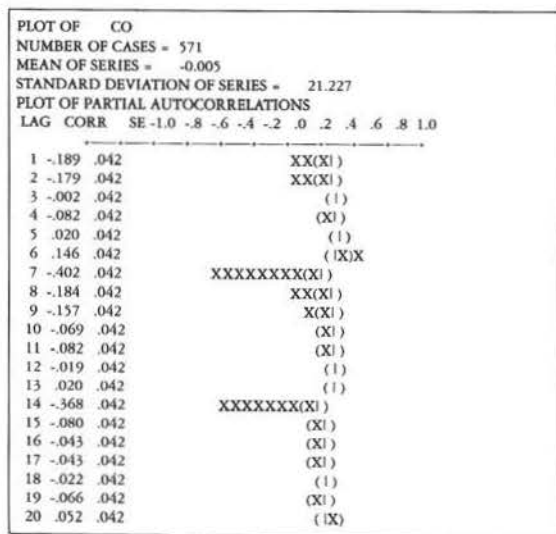 PLOT OF CO
NUMBER OF CASES = 571
MEAN OF SERIES = -0.005
STANDARD DEVIATION OF SERIES = 21.227
PLOT OF PARTIAL AUTOCORRELATIONS
LAG CORR SE -1.0 -.8 -.6 -.4 -.2 .0 .2 .4 .6 .8 1.0
1 -.189 .042 XX(X| )
2 -.179 .042 XX(X| )
3 -.002 .042 ( | )
4 -.082 .042 (X| )
5 .020 .042 ( | )
6 .146 .042 ( |X)X
7 -.402 .042 XXXXXXXX(X| )
8 -.184 .042 XX(X| )
9 -.157 .042 X(X| )
10 -.069 .042 (X| )
11 -.082 .042 (X| )
12 -.019 .042 ( | )
13 .020 .042 ( | )
14 -.368 .042 XXXXXXX(X| )
15 -.080 .042 (X| )
16 -.043 .042 (X| )
17 -.043 .042 (X| )
18 -.022 .042 ( | )
19 -.066 .042 (X| )
20 .052 .042 ( |X)